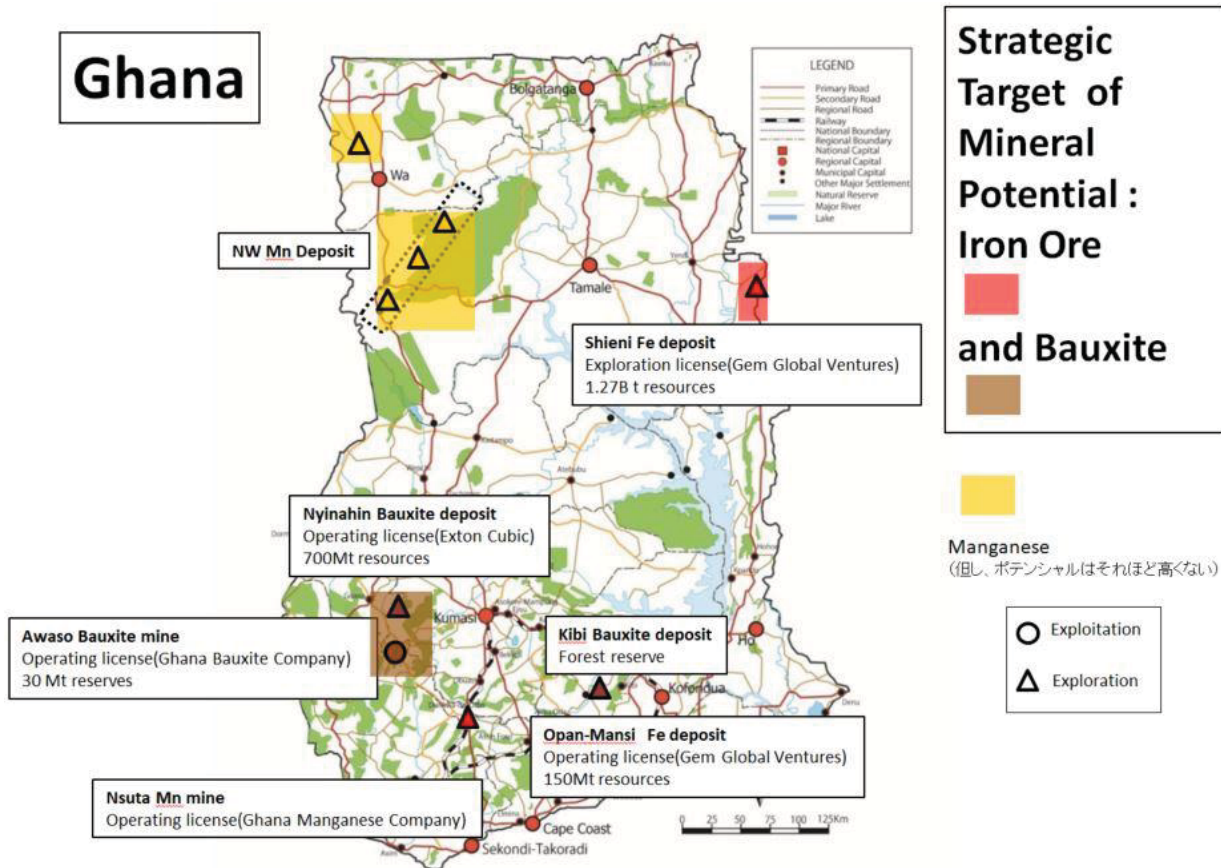 Ghana
Strategic
Target of
Mineral
Potential :
Iron Ore
and Bauxite
Manganese
(但し、ポテンシャルはそれほど高くない)
Exploitation
Exploration
LEGEND
Primary Road
Secondary Road
Regional Road
Railway
National Boundary
Regional Boundary
National Capital
Regional Capital
Municipal Capital
Other Major Settlement
Natural Reserve
Major River
Lake
Bolgatanga
Wa
NW Mn Deposit
Yendi
Tamale
Shieni Fe deposit
Exploration license(Gem Global Ventures)
1.27B t resources
Kintampo
Atebubu
Nyinahin Bauxite deposit
Operating license(Exton Cubic)
700Mt resources
Hohoe
Kumasi
Ho
Awaso Bauxite mine
Operating license(Ghana Bauxite Company)
30 Mt reserves
Kibi Bauxite deposit
Forest reserve
Koforidua
Opan-Mansi Fe deposit
Operating license(Gem Global Ventures)
150Mt resources
Nsuta Mn mine
Operating license(Ghana Manganese Company)
0 25 50 75 100 125Km
Cape Coast
Sekondi-Takoradi
Axim